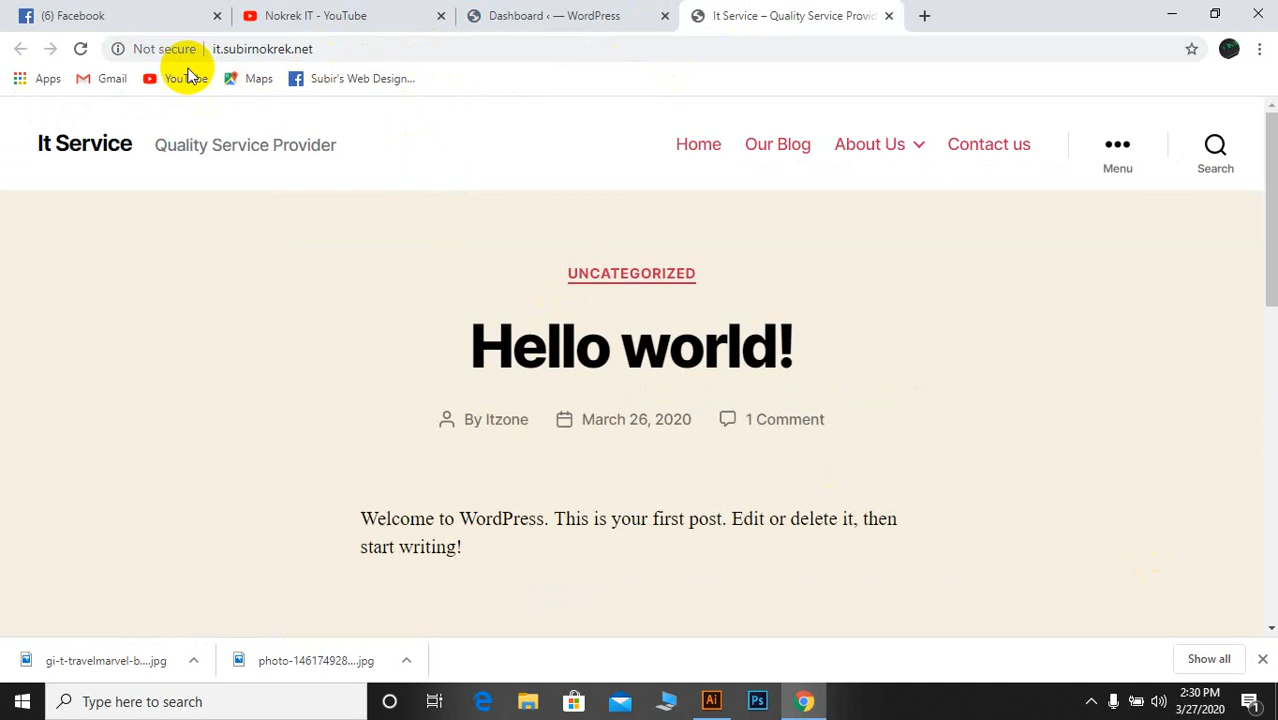 (6) Facebook
Nokrek IT - YouTube
Dashboard ‹ — WordPress
It Service – Quality Service Provid
Not secure
it.subirnokrek.net
Apps
Gmail
YouTube
Maps
Subir's Web Design...
It Service
Quality Service Provider
Home
Our Blog
About Us
Contact us
Menu
Search
UNCATEGORIZED
Hello world!
By Itzone
March 26, 2020
1 Comment
Welcome to WordPress. This is your first post. Edit or delete it, then
start writing!
gi-t-travelmarvel-b....jpg
photo-146174928....jpg
Show all
Type here to search
Ai
Ps
2:30 PM
3/27/2020
1